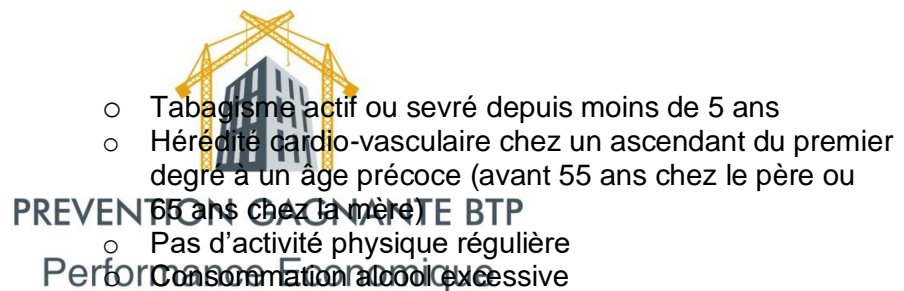 o Tabagisme actif ou sevré depuis moins de 5 ans
o Hérédité cardio-vasculaire chez un ascendant du premier
degré à un âge précoce (avant 55 ans chez le père ou
65 ans chez la mère)
PREVENTION GAGNANTE BTP
o Pas d’activité physique régulière
o Consommation alcool excessive
Performance Economique